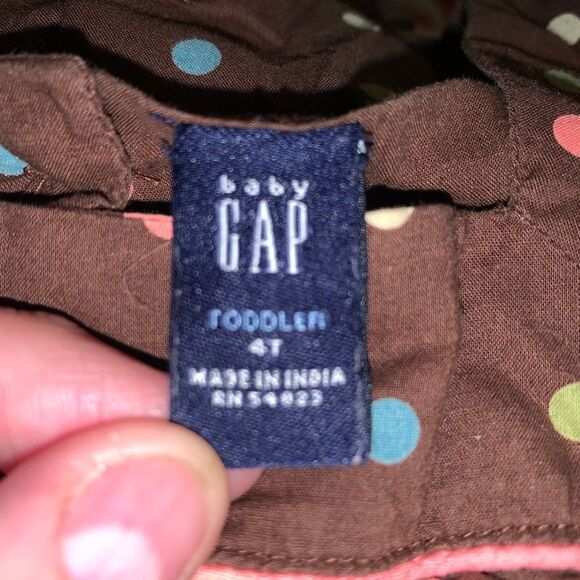 baby
GAP
TODDLER
4T
MADE IN INDIA
RN 54023